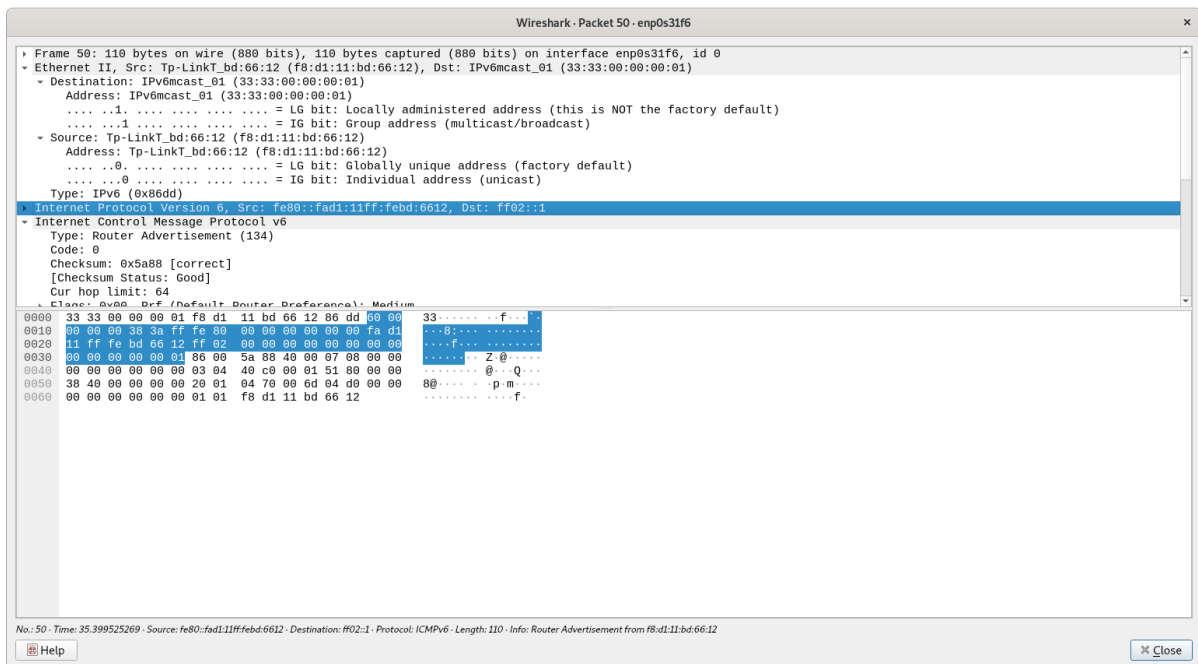 Wireshark · Packet 50 · enp0s31f6
Frame 50: 110 bytes on wire (880 bits), 110 bytes captured (880 bits) on interface enp0s31f6, id 0
Ethernet II, Src: Tp-LinkT_bd:66:12 (f8:d1:11:bd:66:12), Dst: IPv6mcast_01 (33:33:00:00:00:01)
Destination: IPv6mcast_01 (33:33:00:00:00:01)
Address: IPv6mcast_01 (33:33:00:00:00:01)
.... ..1. .... .... .... .... = LG bit: Locally administered address (this is NOT the factory default)
.... ...1 .... .... .... .... = IG bit: Group address (multicast/broadcast)
Source: Tp-LinkT_bd:66:12 (f8:d1:11:bd:66:12)
Address: Tp-LinkT_bd:66:12 (f8:d1:11:bd:66:12)
.... ..0. .... .... .... .... = LG bit: Globally unique address (factory default)
.... ...0 .... .... .... .... = IG bit: Individual address (unicast)
Type: IPv6 (0x86dd)
Internet Protocol Version 6, Src: fe80::fad1:11ff:febd:6612, Dst: ff02::1
Internet Control Message Protocol v6
Type: Router Advertisement (134)
Code: 0
Checksum: 0x5a88 [correct]
[Checksum Status: Good]
Cur hop limit: 64
Flags: 0x00, Prf (Default Router Preference): Medium
0000 33 33 00 00 00 01 f8 d1 11 bd 66 12 86 dd 60 00 33······ ··f···`·
0010 00 00 00 38 3a ff fe 80 00 00 00 00 00 00 fa d1 ···8:··· ········
0020 11 ff fe bd 66 12 ff 02 00 00 00 00 00 00 00 00 ····f··· ········
0030 00 00 00 00 00 01 86 00 5a 88 40 00 07 08 00 00 ········ Z·@·····
0040 00 00 00 00 00 00 03 04 40 c0 00 01 51 80 00 00 ········ @···Q···
0050 38 40 00 00 00 00 20 01 04 70 00 6d 04 d0 00 00 8@···· · ·p·m····
0060 00 00 00 00 00 00 01 01 f8 d1 11 bd 66 12 ········ ····f·
No.: 50 · Time: 35.399525269 · Source: fe80::fad1:11ff:febd:6612 · Destination: ff02::1 · Protocol: ICMPv6 · Length: 110 · Info: Router Advertisement from f8:d1:11:bd:66:12
Help
Close